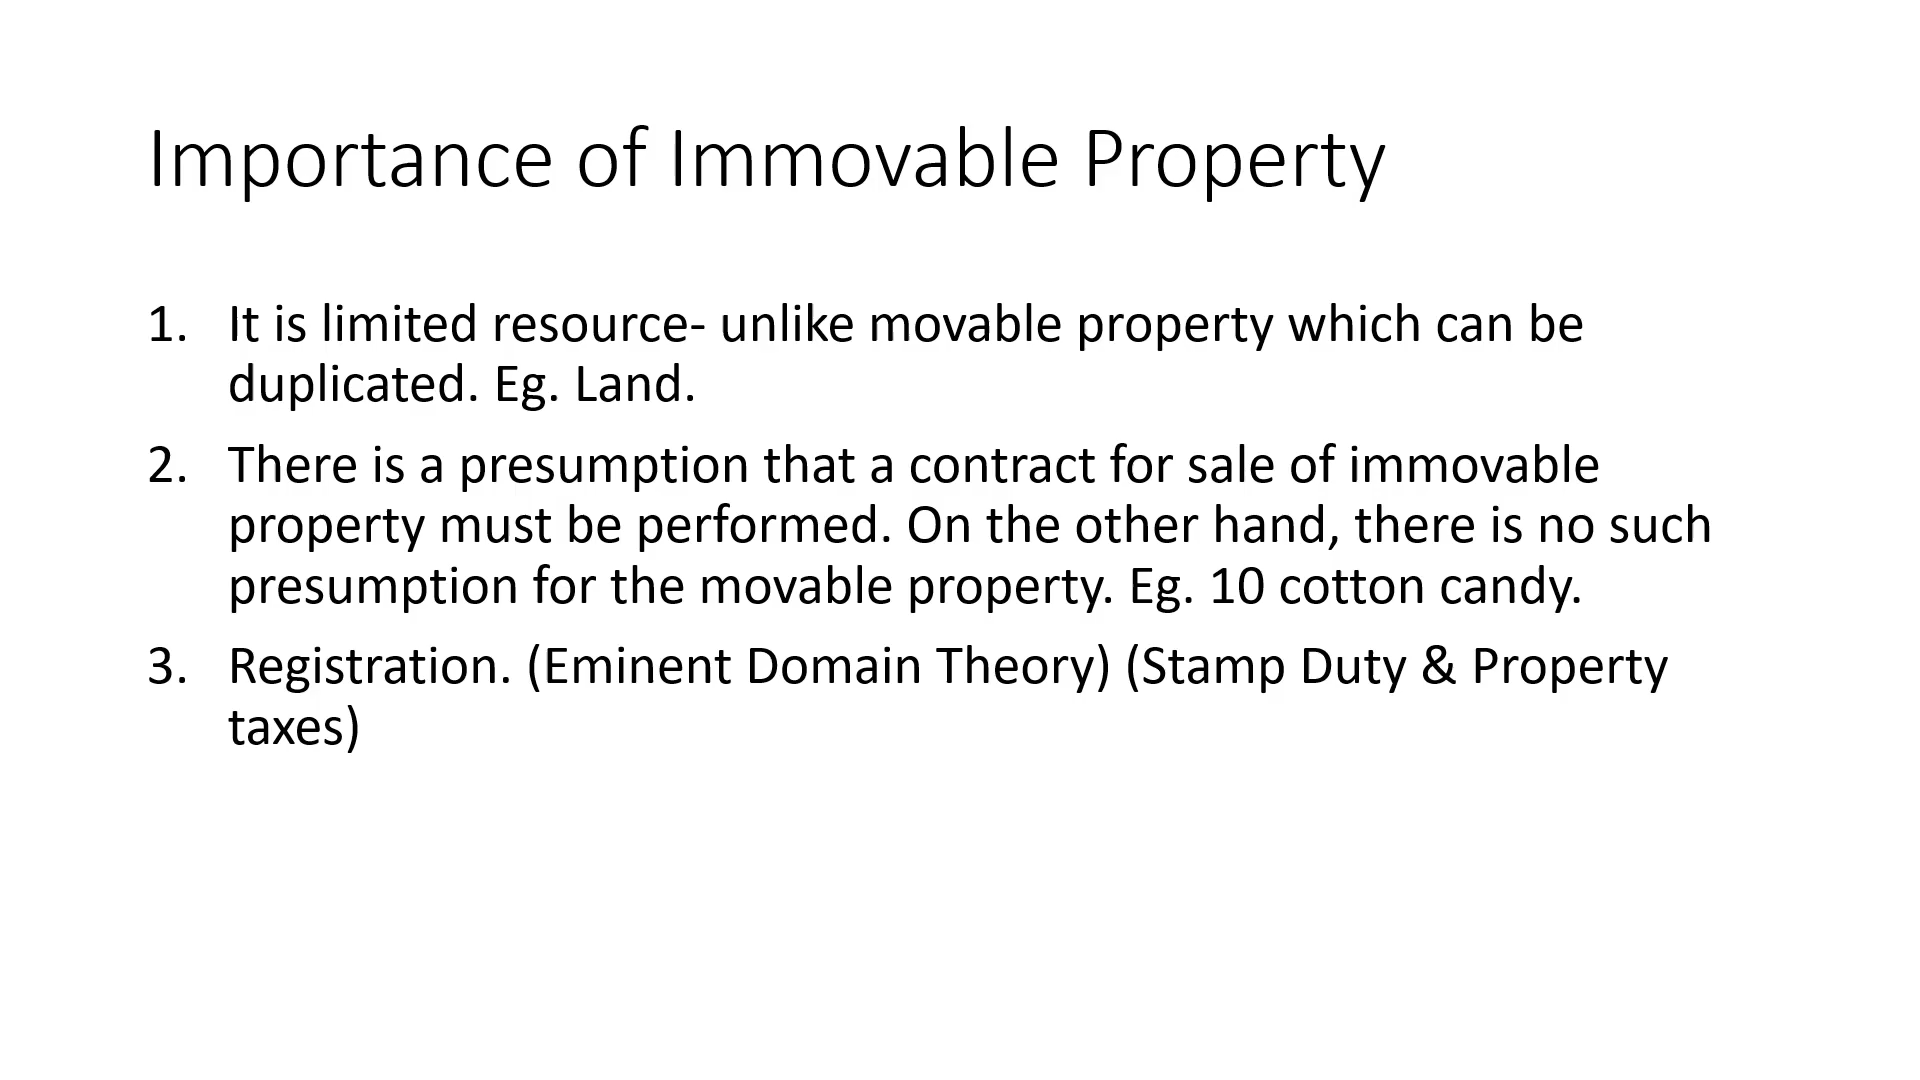 Importance of Immovable Property
1. It is limited resource- unlike movable property which can be
duplicated. Eg. Land.
2. There is a presumption that a contract for sale of immovable
property must be performed. On the other hand, there is no such
presumption for the movable property. Eg. 10 cotton candy.
3. Registration. (Eminent Domain Theory) (Stamp Duty & Property
taxes)